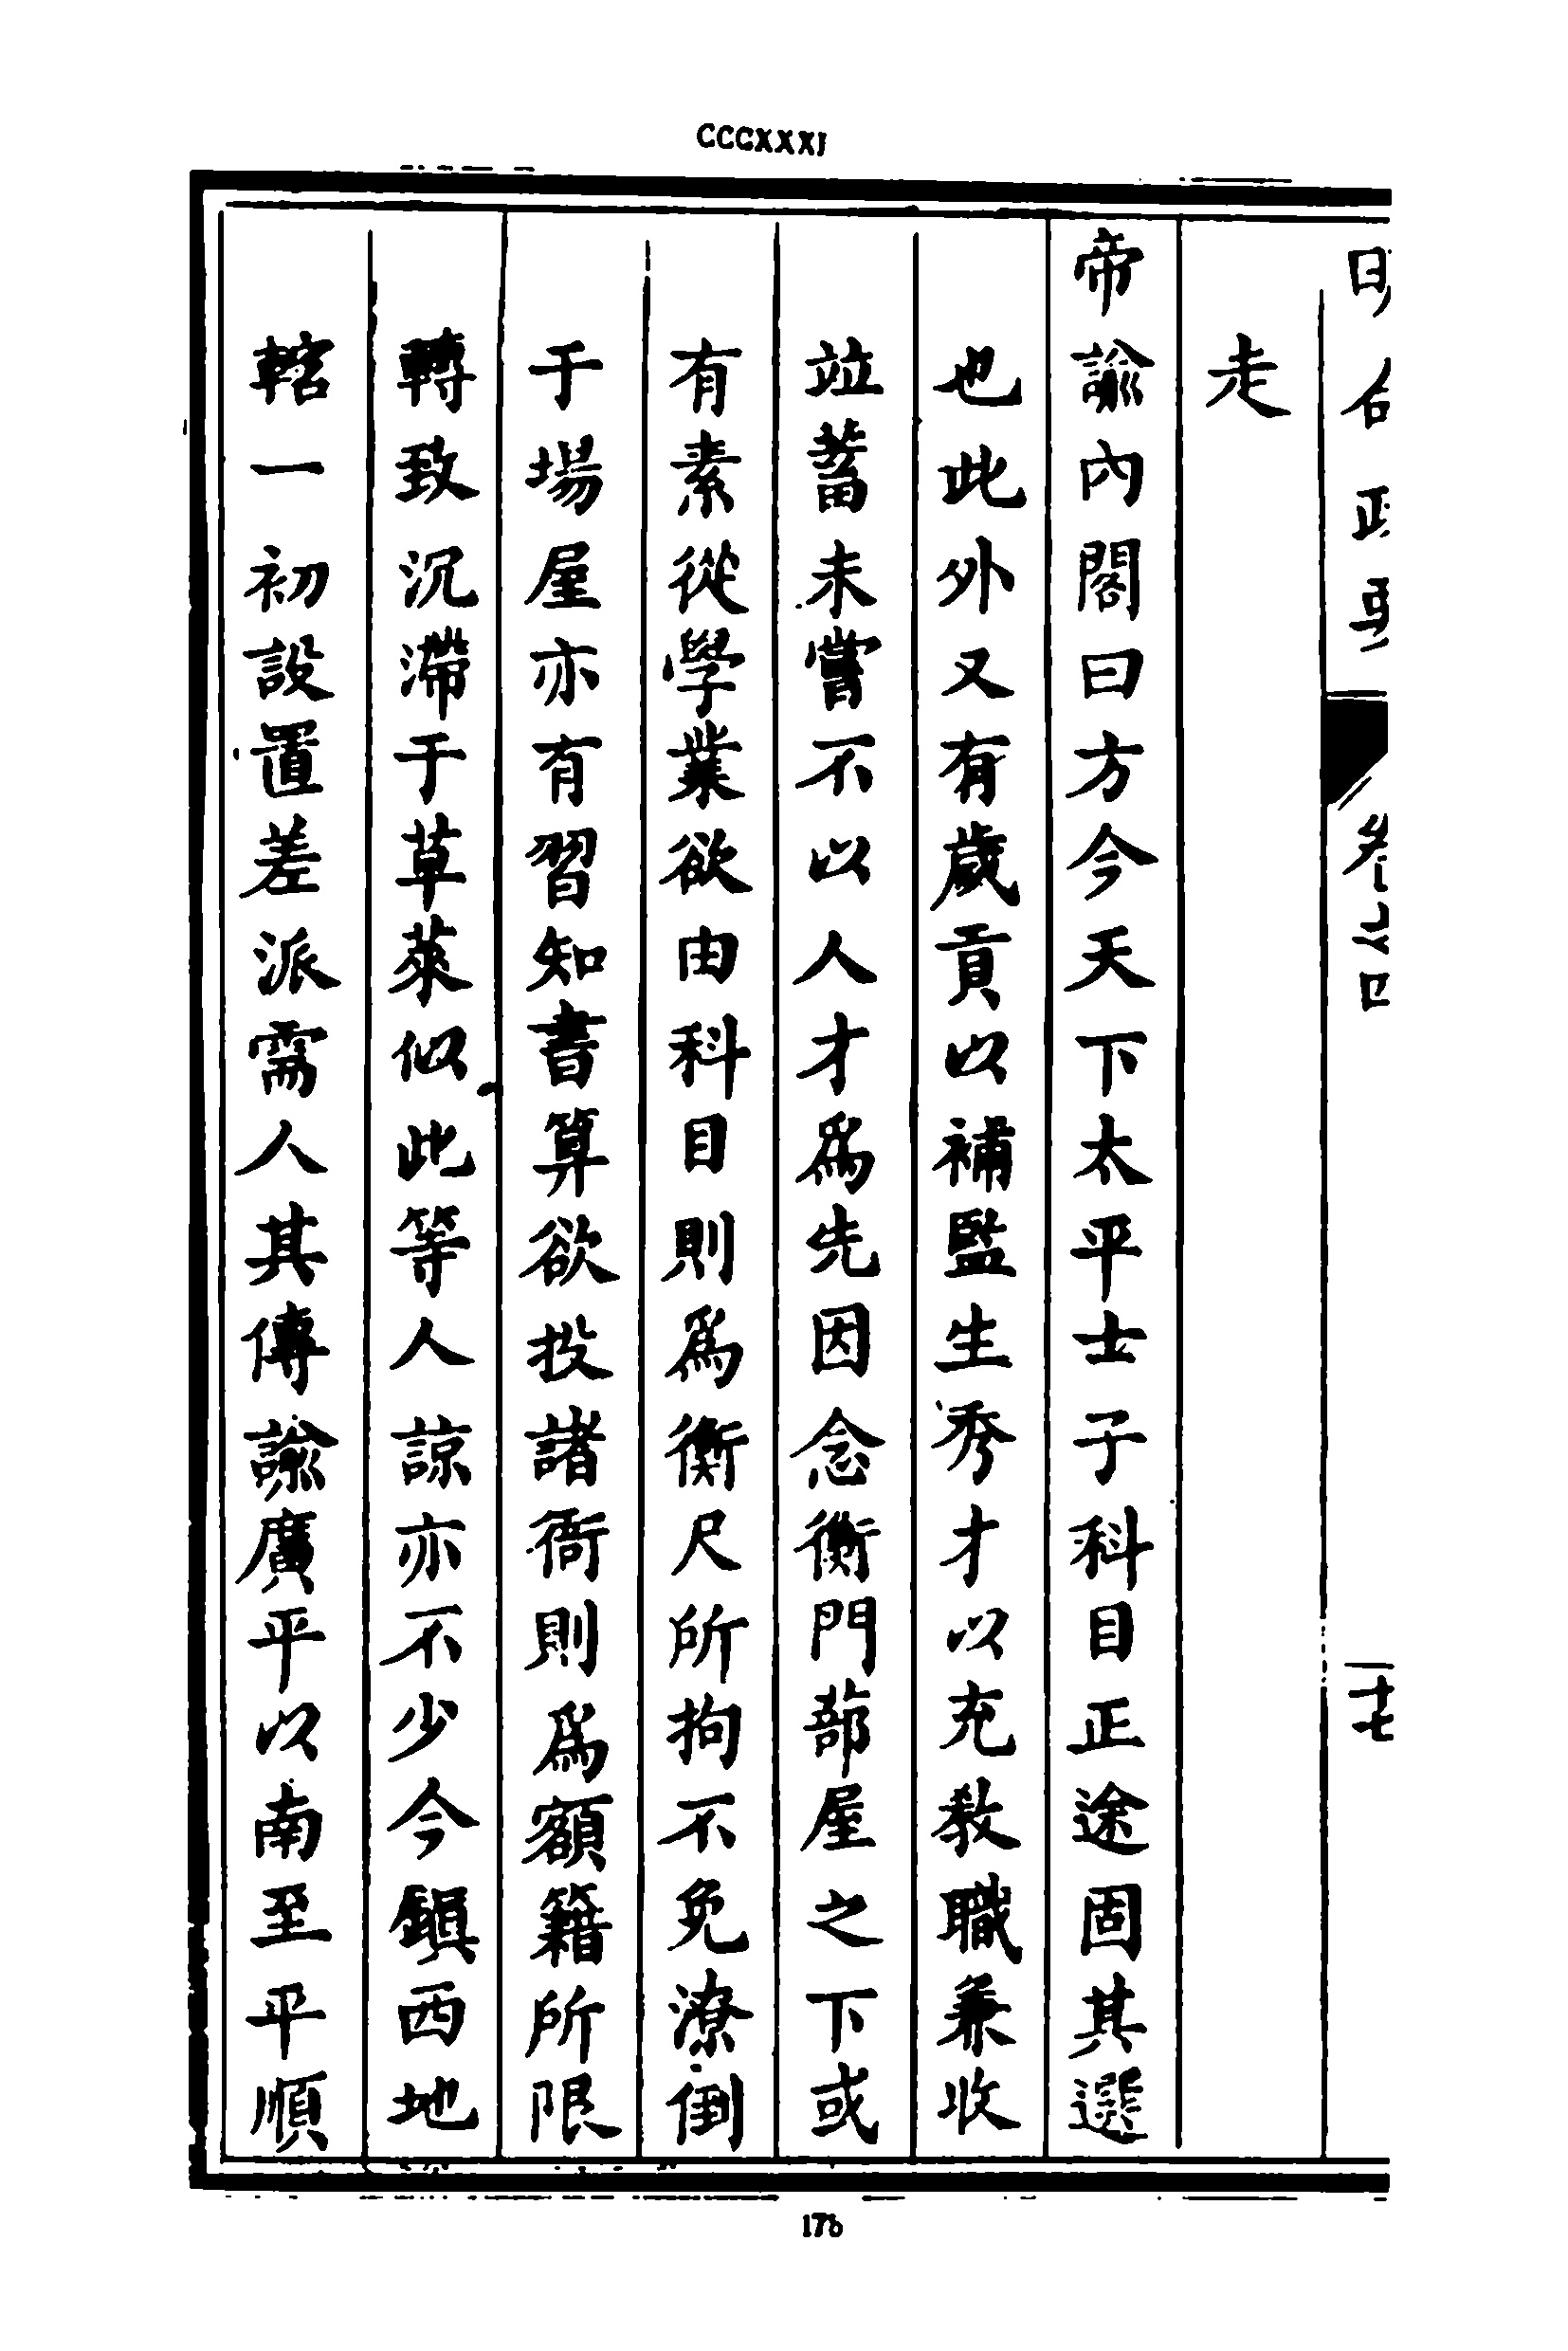 CCCXXXI
走
帝諭內閣曰方今天下太平士子科目正途固其選
也此外又有歲貢以補監生秀才以充教職兼收
竝蓄未嘗不以人才爲先因念衡門蔀屋之下或
有素從學業欲由科目則爲衡尺所拘不免潦倒
于場屋亦有習知書算欲投諸衙則爲額籍所限
轉致沉滯于草萊似此等人諒亦不少今鎮西地
轄一初設置差派需人其傳諭廣平以南至平順
17b